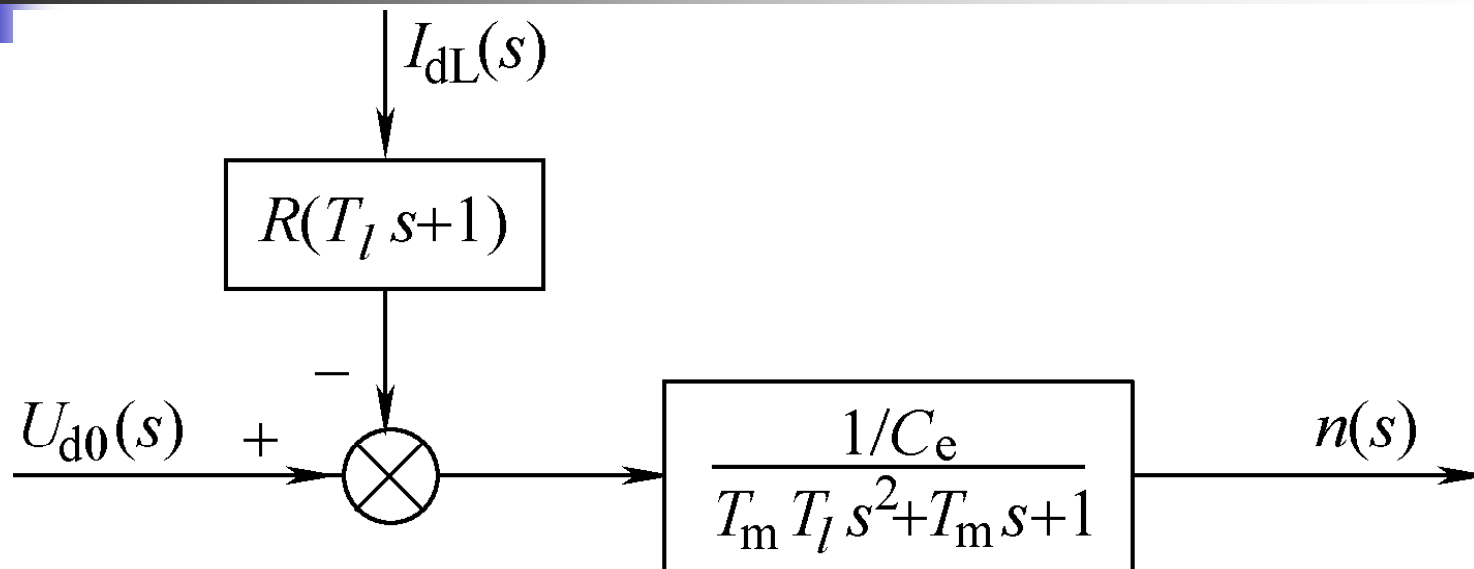 I_dL(s)
R(T_l s+1)
−
U_d0(s) +
1/C_e
T_m T_l s²+T_m s+1
n(s)